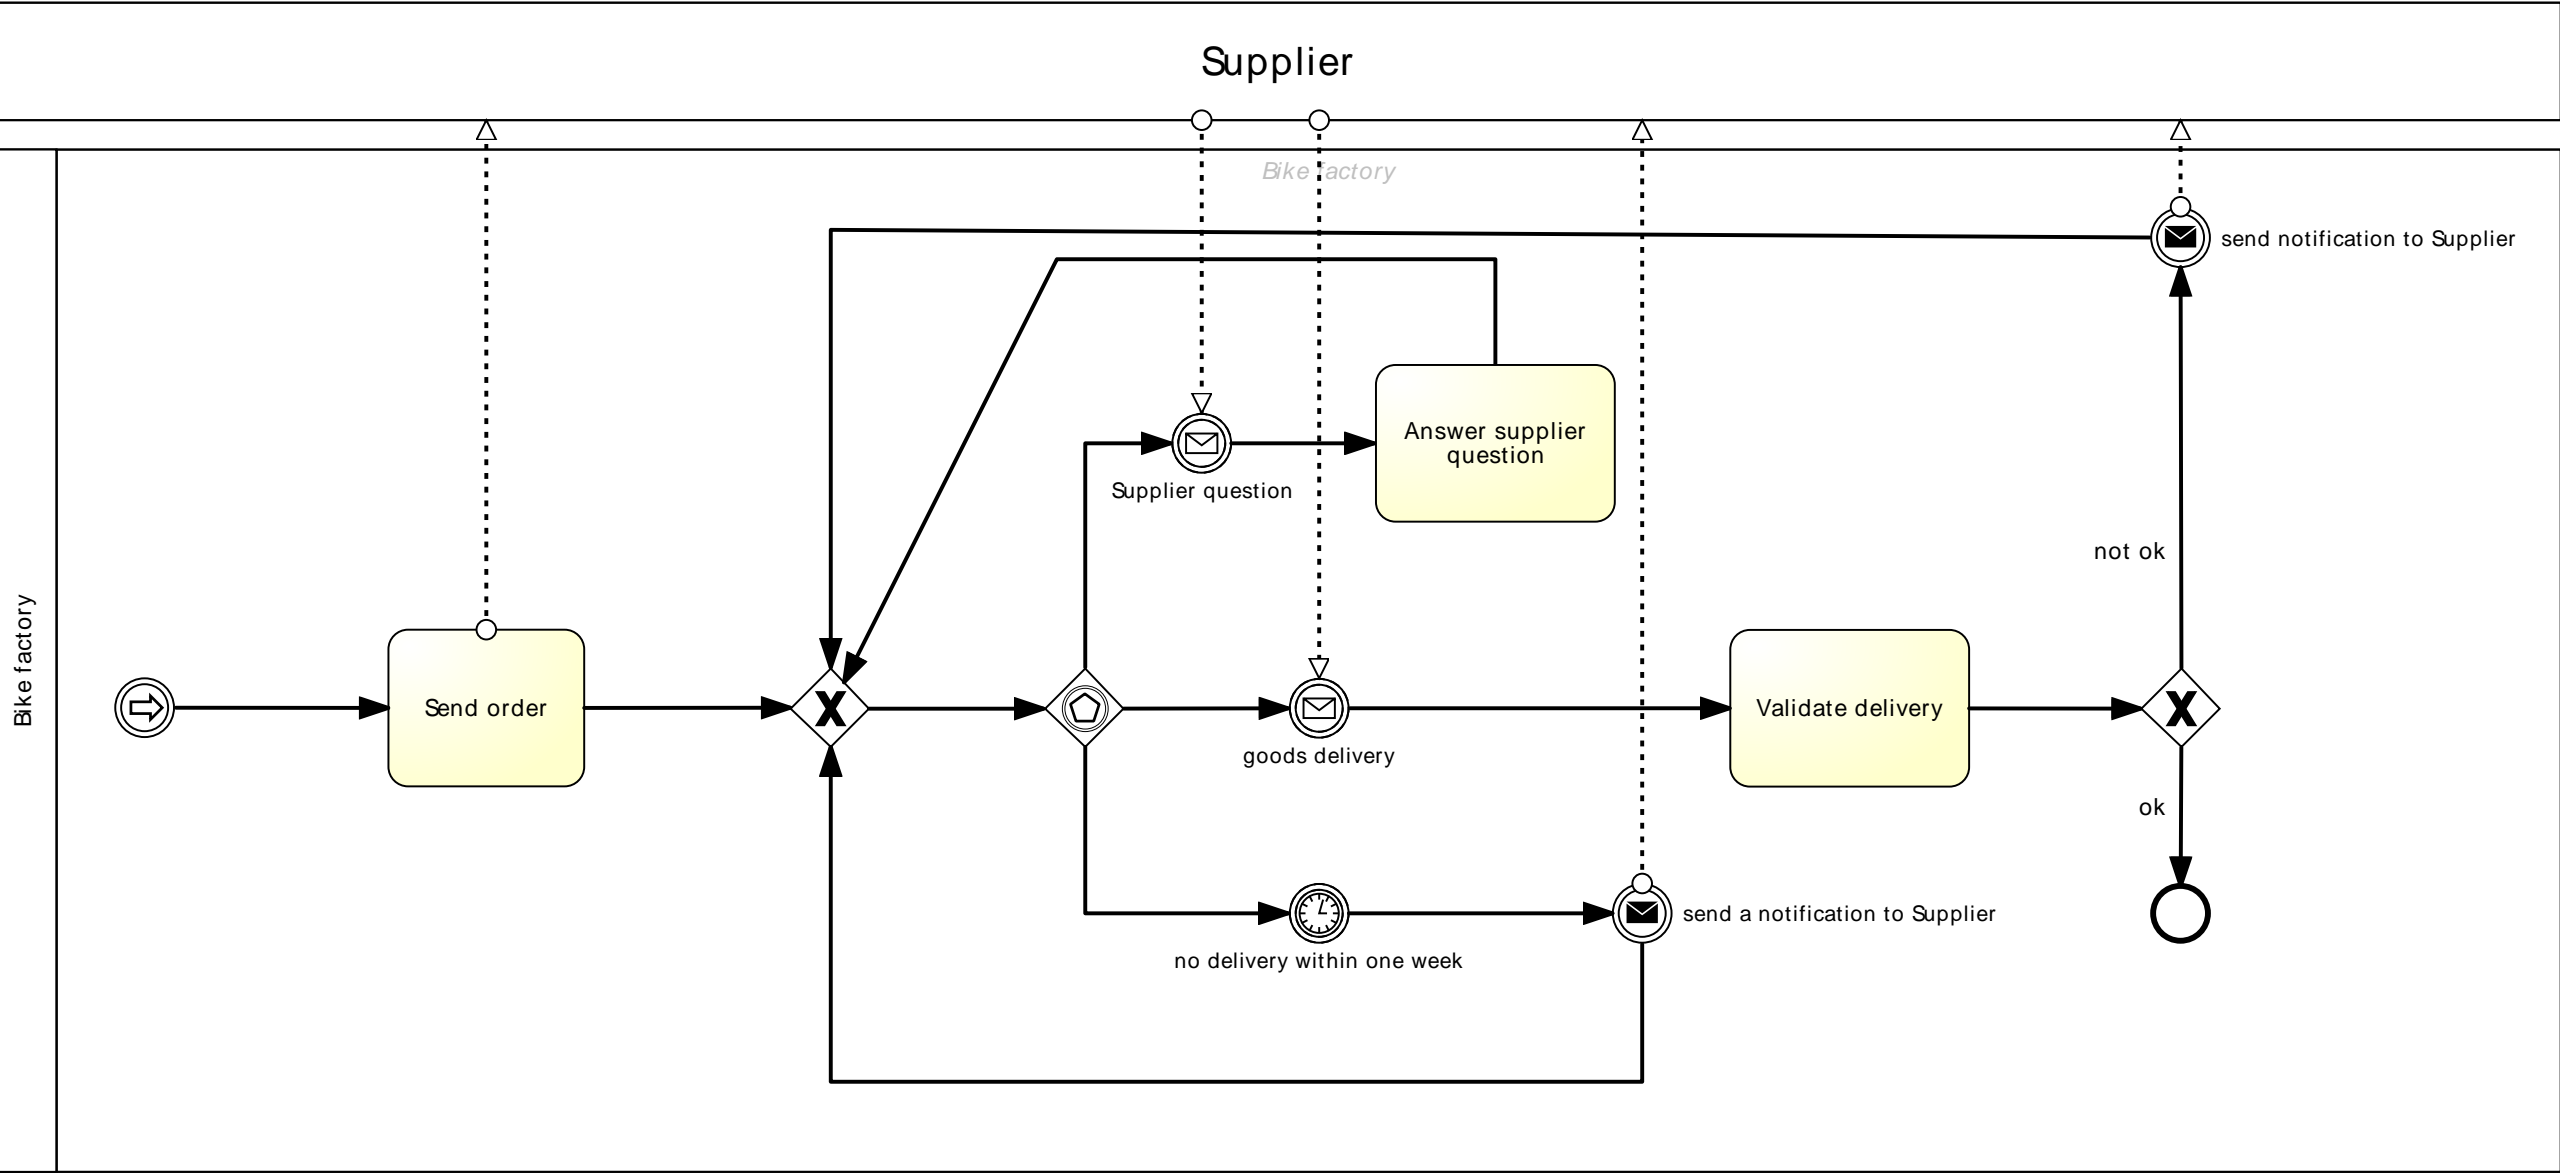 Supplier
Bike factory
send notification to Supplier
Answer supplier
question
Supplier question
not ok
Bike factory
Send order
X
goods delivery
Validate delivery
X
ok
send a notification to Supplier
no delivery within one week